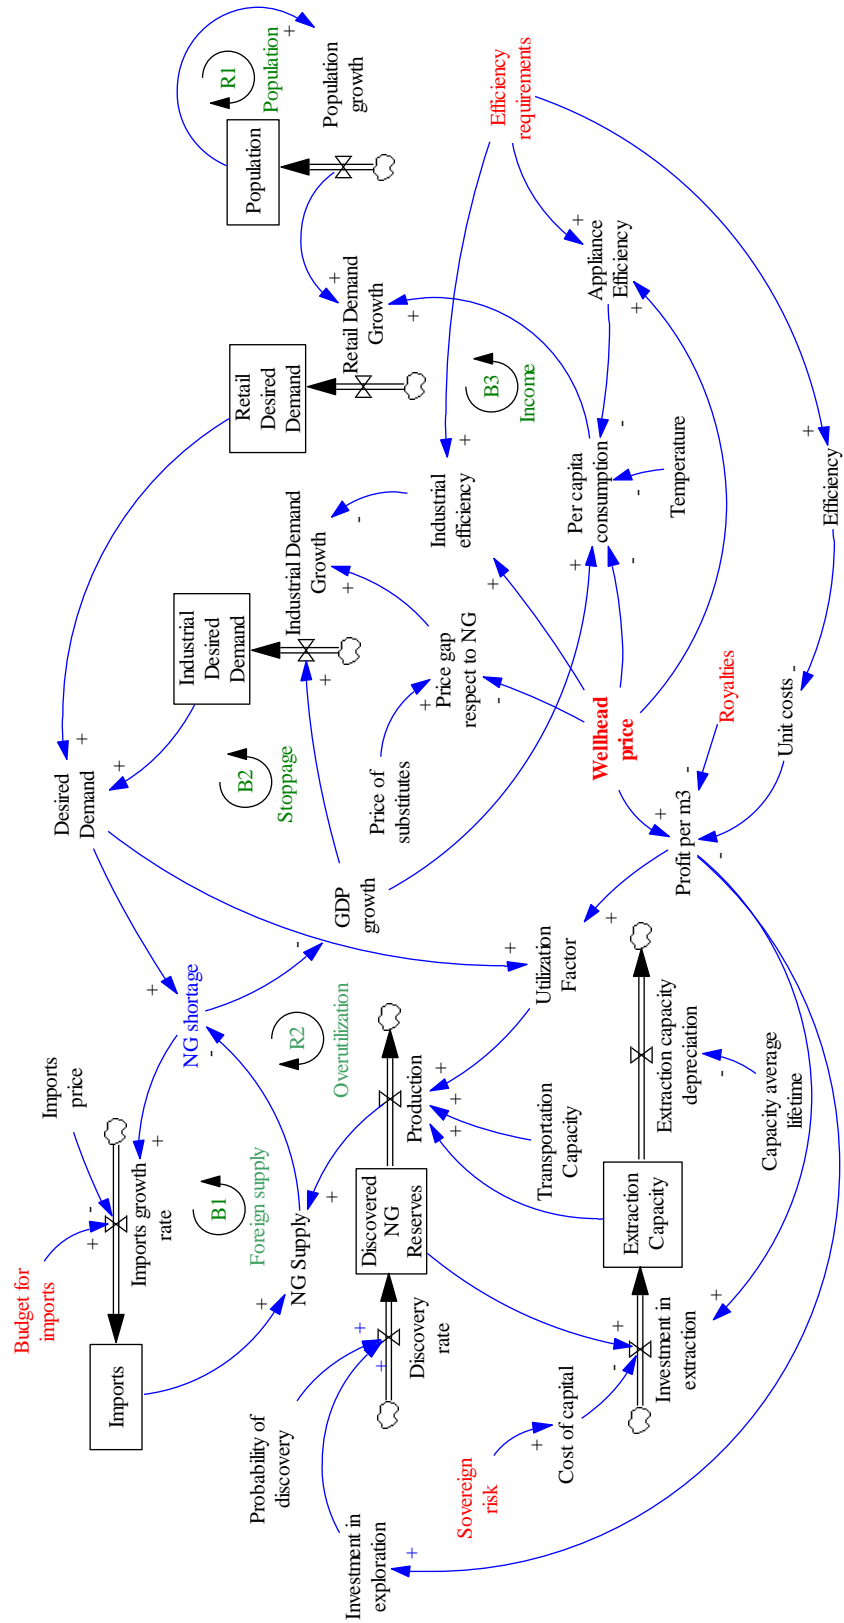 Budget for
imports
Imports
price
Imports growth
rate
Imports
B1
Foreign supply
NG shortage
Desired
Demand
NG Supply
R2
Overutilization
B2
Stoppage
Industrial
Desired
Demand
Retail
Desired
Demand
Population
R1
Population
Population
growth
Retail Demand
Growth
Industrial Demand
Growth
GDP
growth
Price of
substitutes
Price gap
respect to NG
Industrial
efficiency
B3
Income
Efficiency
requirements
Appliance
Efficiency
Per capita
consumption
Temperature
Efficiency
Wellhead
price
Royalties
Unit costs
Profit per m3
Utilization
Factor
Production
Transportation
Capacity
Discovered
NG
Reserves
Discovery
rate
Probability of
discovery
Investment in
exploration
Sovereign
risk
Cost of capital
Investment in
extraction
Extraction
Capacity
Extraction capacity
depreciation
Capacity average
lifetime